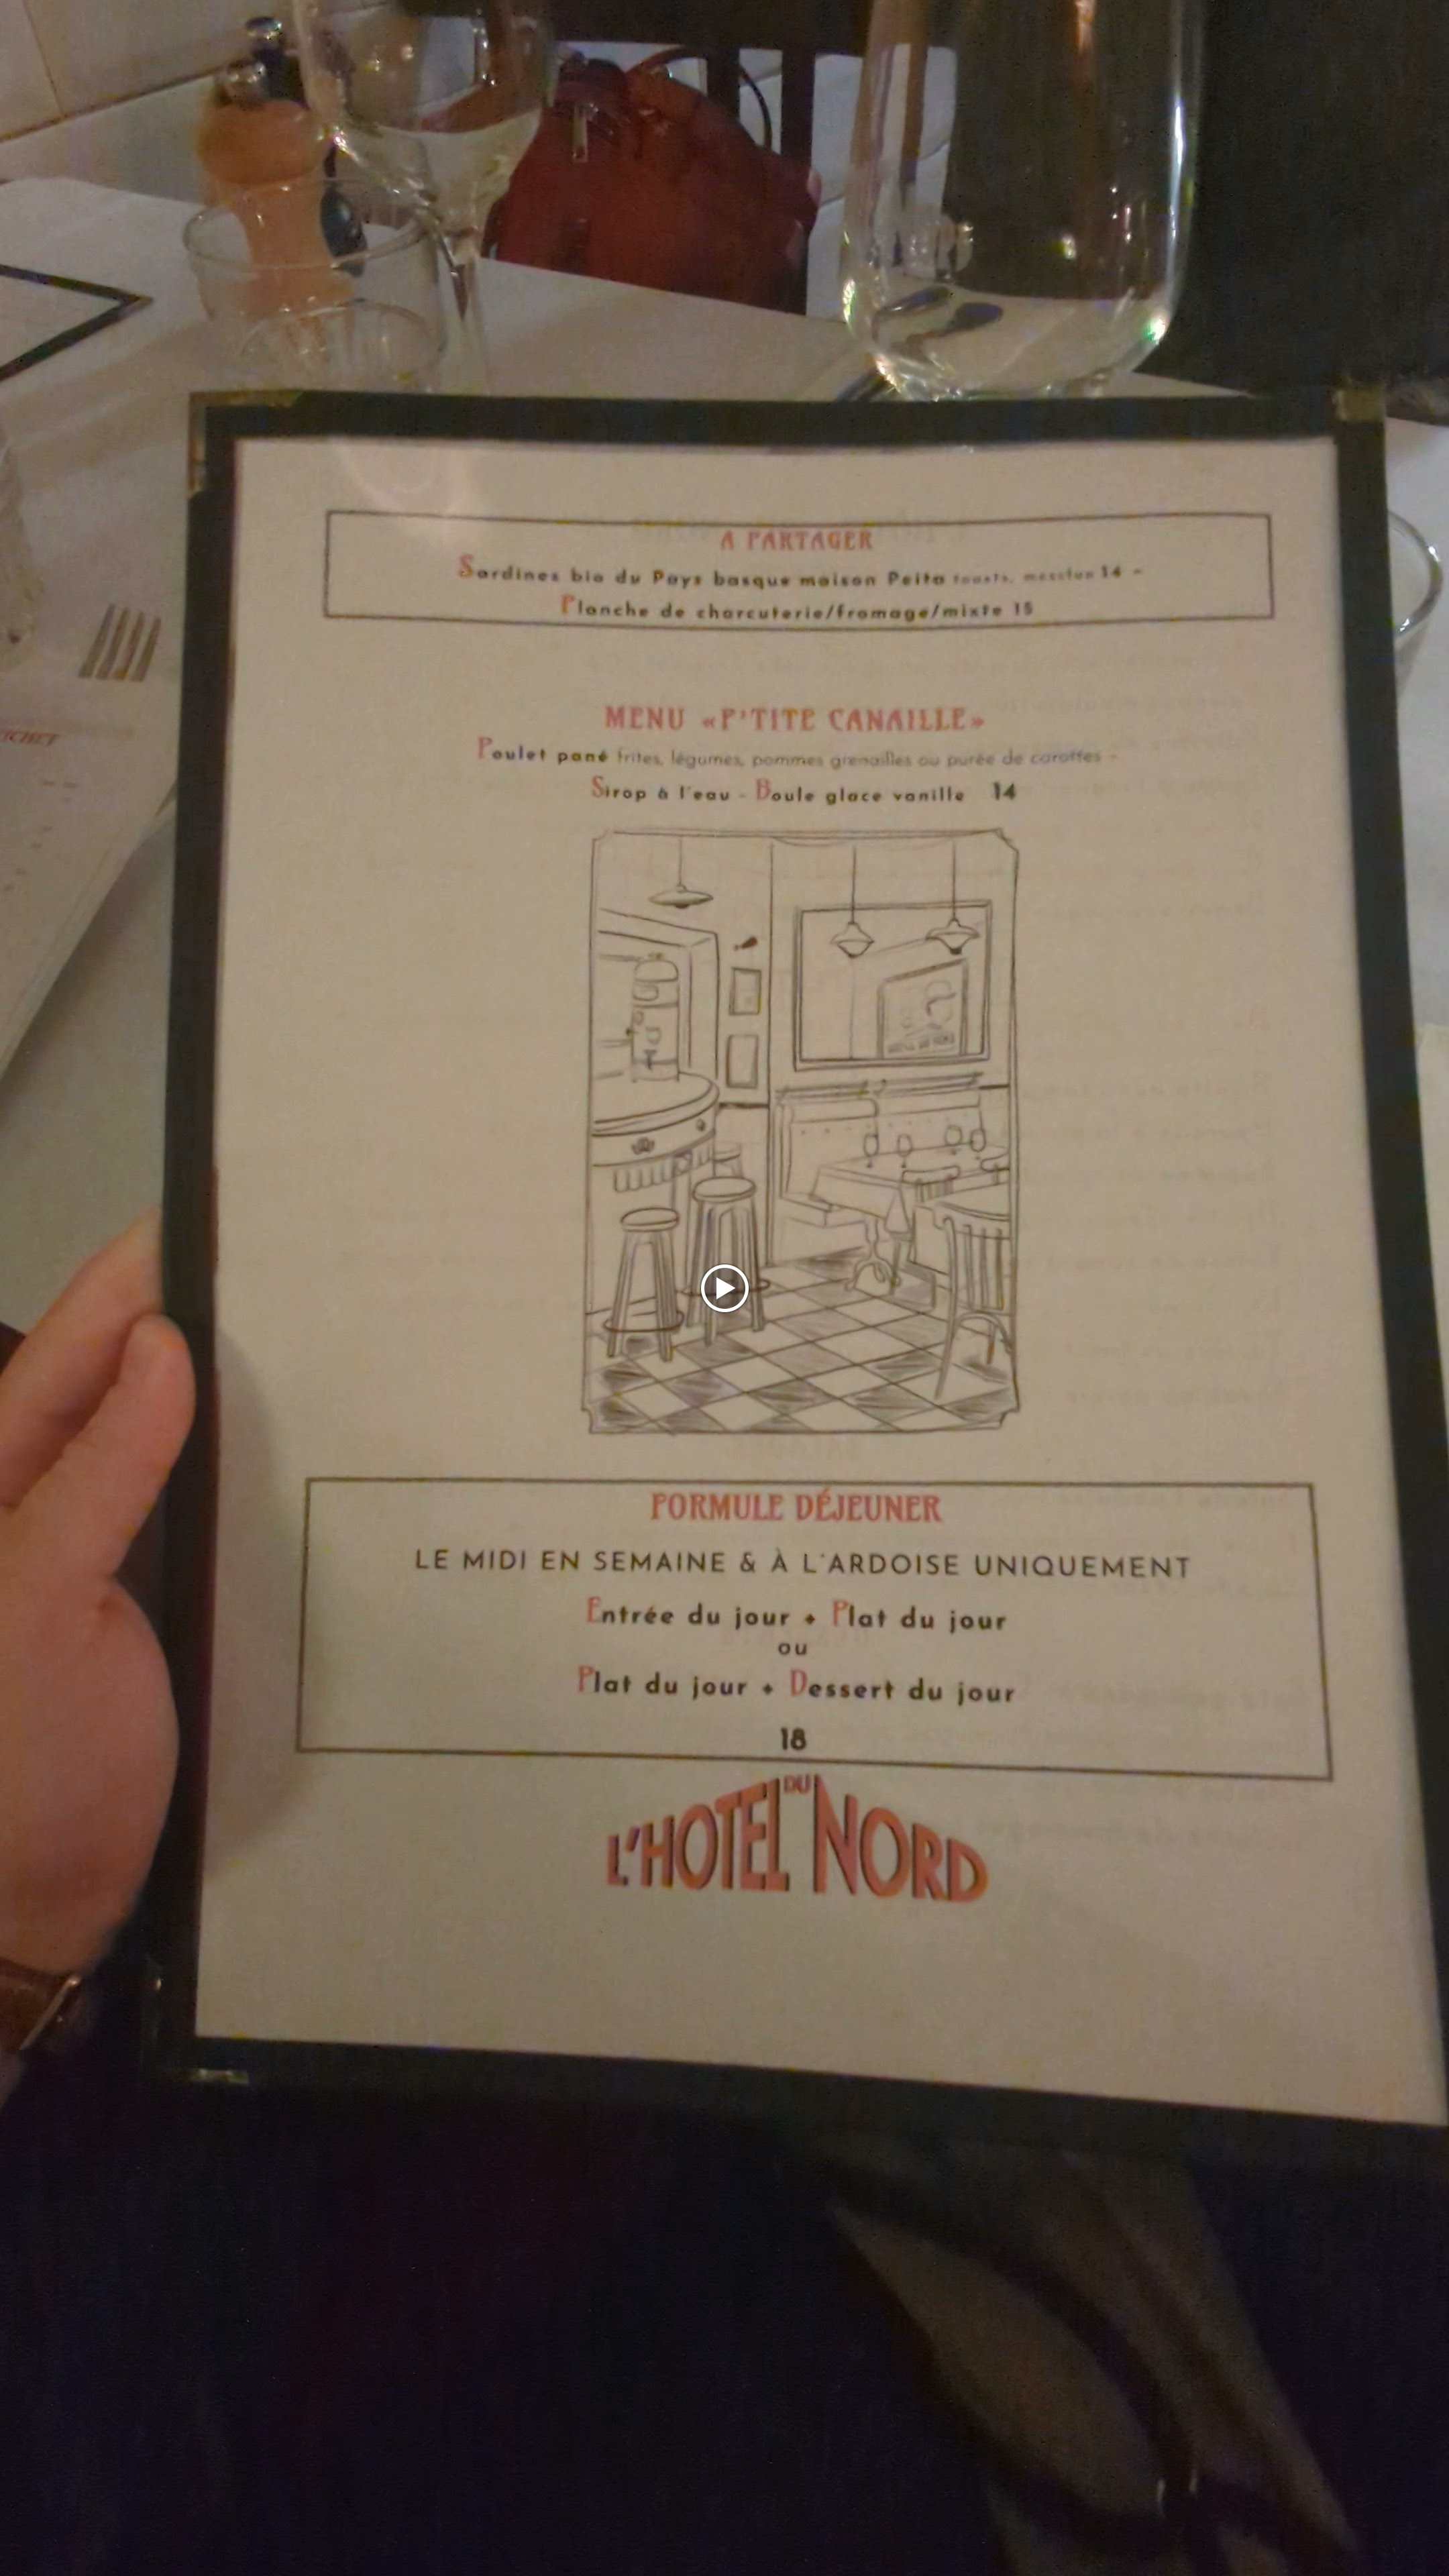 A PARTAGER
Sardines bio du Pays basque maison Peita toasts, mesclun 14 -
Planche de charcuterie/fromage/mixte 15
MENU «P'TITE CANAILLE»
Poulet pané frites, légumes, pommes grenailles ou purée de carottes -
Sirop à l'eau - Boule glace vanille 14
FORMULE DÉJEUNER
LE MIDI EN SEMAINE & À L'ARDOISE UNIQUEMENT
Entrée du jour + Plat du jour
ou
Plat du jour + Dessert du jour
18
L'HOTEL DU NORD